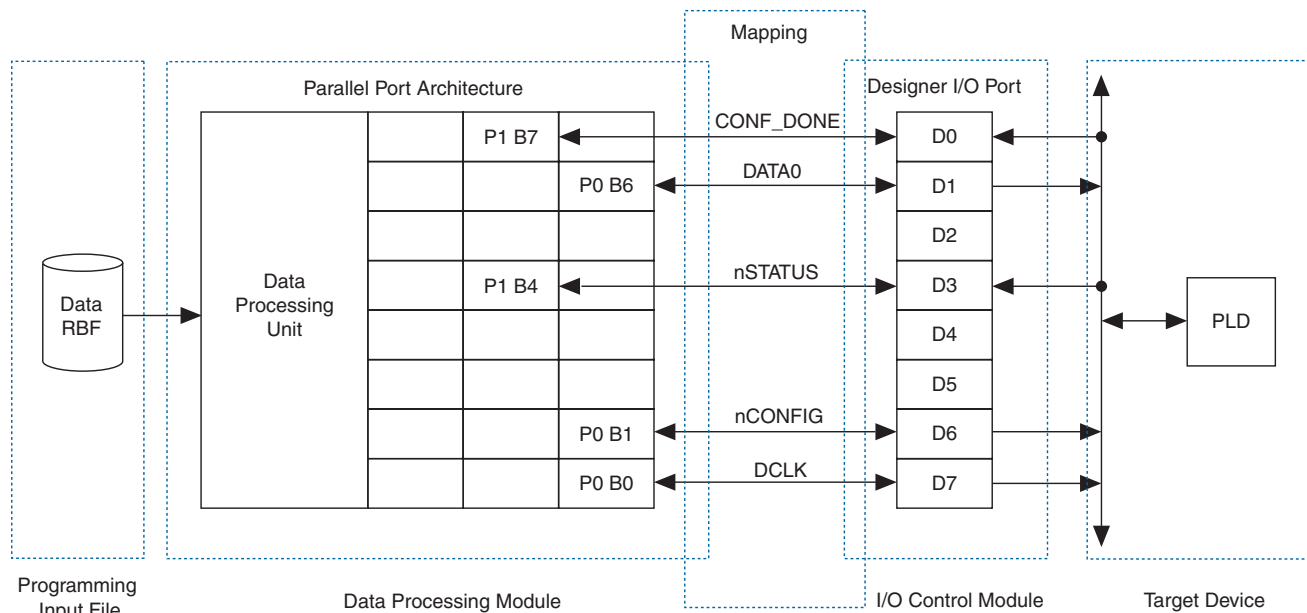 Mapping
Parallel Port Architecture
Designer I/O Port
P1 B7
CONF_DONE
D0
P0 B6
DATA0
D1
D2
Data
RBF
Data
Processing
Unit
P1 B4
nSTATUS
D3
PLD
D4
D5
P0 B1
nCONFIG
D6
P0 B0
DCLK
D7
Programming
Input File
Data Processing Module
I/O Control Module
Target Device